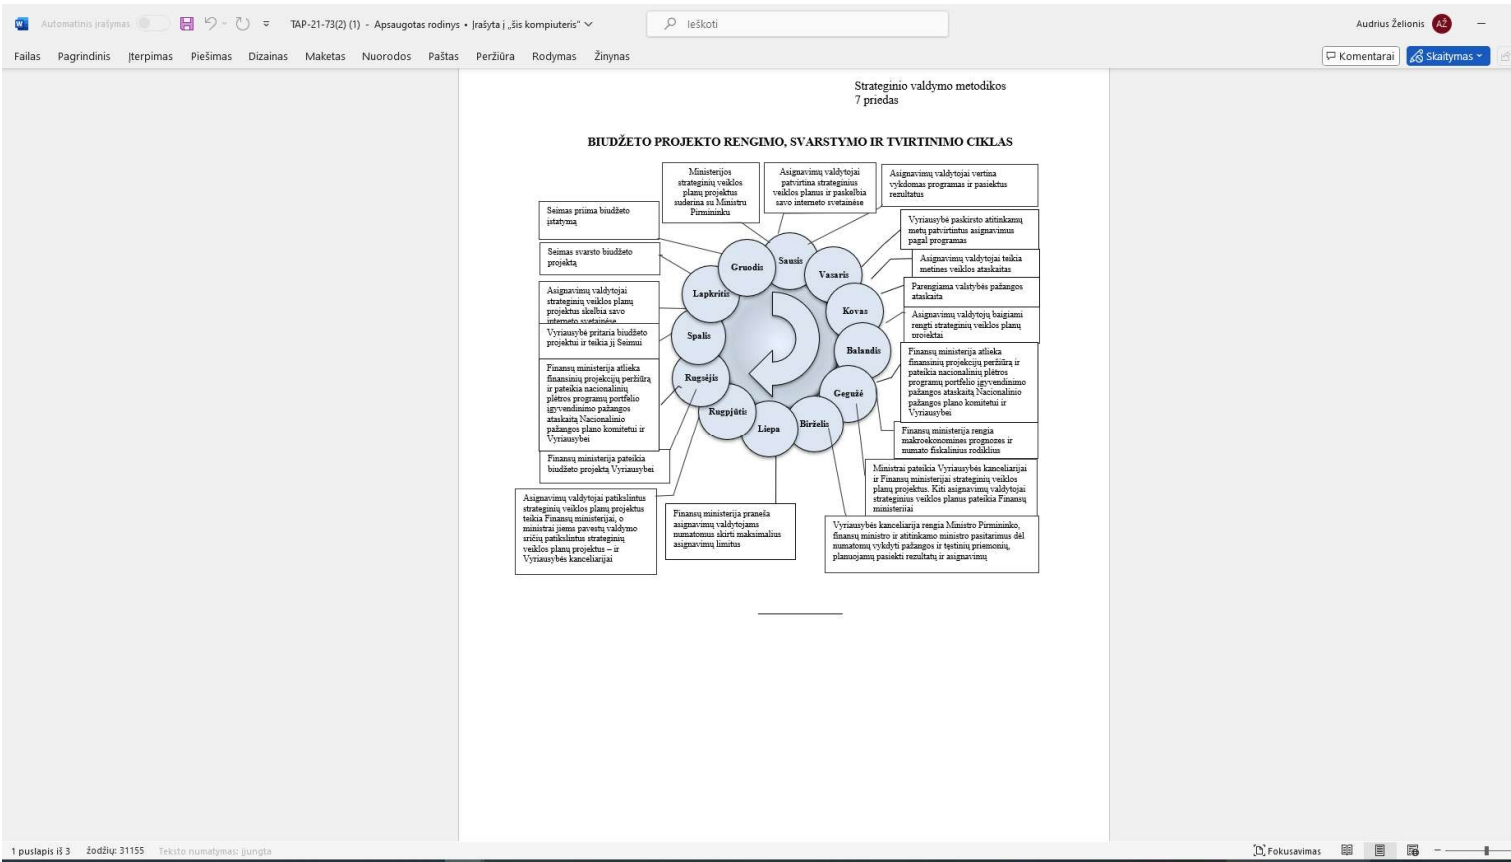 Automatinis įrašymas
TAP-21-73(2) (1) - Apsaugotas rodinys • Įrašyta į „šis kompiuteris“
Ieškoti
Audrius Želionis
AŽ
Failas Pagrindinis Įterpimas Piešimas Dizainas Maketas Nuorodos Paštas Peržiūra Rodymas Žinynas
Komentarai
Skaitymas
Strateginio valdymo metodikos
7 priedas
BIUDŽETO PROJEKTO RENGIMO, SVARSTYMO IR TVIRTINIMO CIKLAS
Ministerijos
strateginių veiklos
planų projektus
suderina su Ministru
Pirmininku
Asignavimų valdytojai
patvirtina strateginius
veiklos planus ir paskelbia
savo interneto svetainėse
Asignavimų valdytojai vertina
vykdomas programas ir pasiektus
rezultatus
Vyriausybė paskirsto atitinkamų
metų patvirtintus asignavimus
pagal programas
Asignavimų valdytojai teikia
metines veiklos ataskaitas
Parengiama valstybės pažangos
ataskaita
Asignavimų valdytojų baigiami
rengti strateginių veiklos planų
projektai
Finansų ministerija atlieka
finansinių projekcijų peržiūrą ir
pateikia nacionalinių plėtros
programų portfelio įgyvendinimo
pažangos ataskaitą Nacionalinio
pažangos plano komitetui ir
Vyriausybei
Finansų ministerija rengia
makroekonomines prognozes ir
numato fiskalinius rodiklius
Ministrai pateikia Vyriausybės kanceliarijai
ir Finansų ministerijai strateginių veiklos
planų projektus. Kiti asignavimų valdytojai
strateginius veiklos planus pateikia Finansų
ministerijai
Vyriausybės kanceliarija rengia Ministro Pirmininko,
finansų ministro ir atitinkamo ministro pasitarimus dėl
numatomų vykdyti pažangos ir tęstinių priemonių,
planuojamų pasiekti rezultatų ir asignavimų
Finansų ministerija praneša
asignavimų valdytojams
numatomus skirti maksimalius
asignavimų limitus
Asignavimų valdytojai patikslintus
strateginių veiklos planų projektus
teikia Finansų ministerijai, o
ministrai jiems pavestų valdymo
sričių patikslintus strateginių
veiklos planų projektus – ir
Vyriausybės kanceliarijai
Finansų ministerija pateikia
biudžeto projektą Vyriausybei
Finansų ministerija atlieka
finansinių projekcijų peržiūrą
ir pateikia nacionalinių
plėtros programų portfelio
įgyvendinimo pažangos
ataskaitą Nacionalinio
pažangos plano komitetui ir
Vyriausybei
Vyriausybė pritaria biudžeto
projektui ir teikia jį Seimui
Asignavimų valdytojai
strateginių veiklos planų
projektus skelbia savo
interneto svetainėse
Seimas svarsto biudžeto
projektą
Seimas priima biudžeto
įstatymą
Sausis
Vasaris
Kovas
Balandis
Gegužė
Birželis
Liepa
Rugpjūtis
Rugsėjis
Spalis
Lapkritis
Gruodis
1 puslapis iš 3 žodžių: 31155 Teksto numatymas: įjungta
Fokusavimas